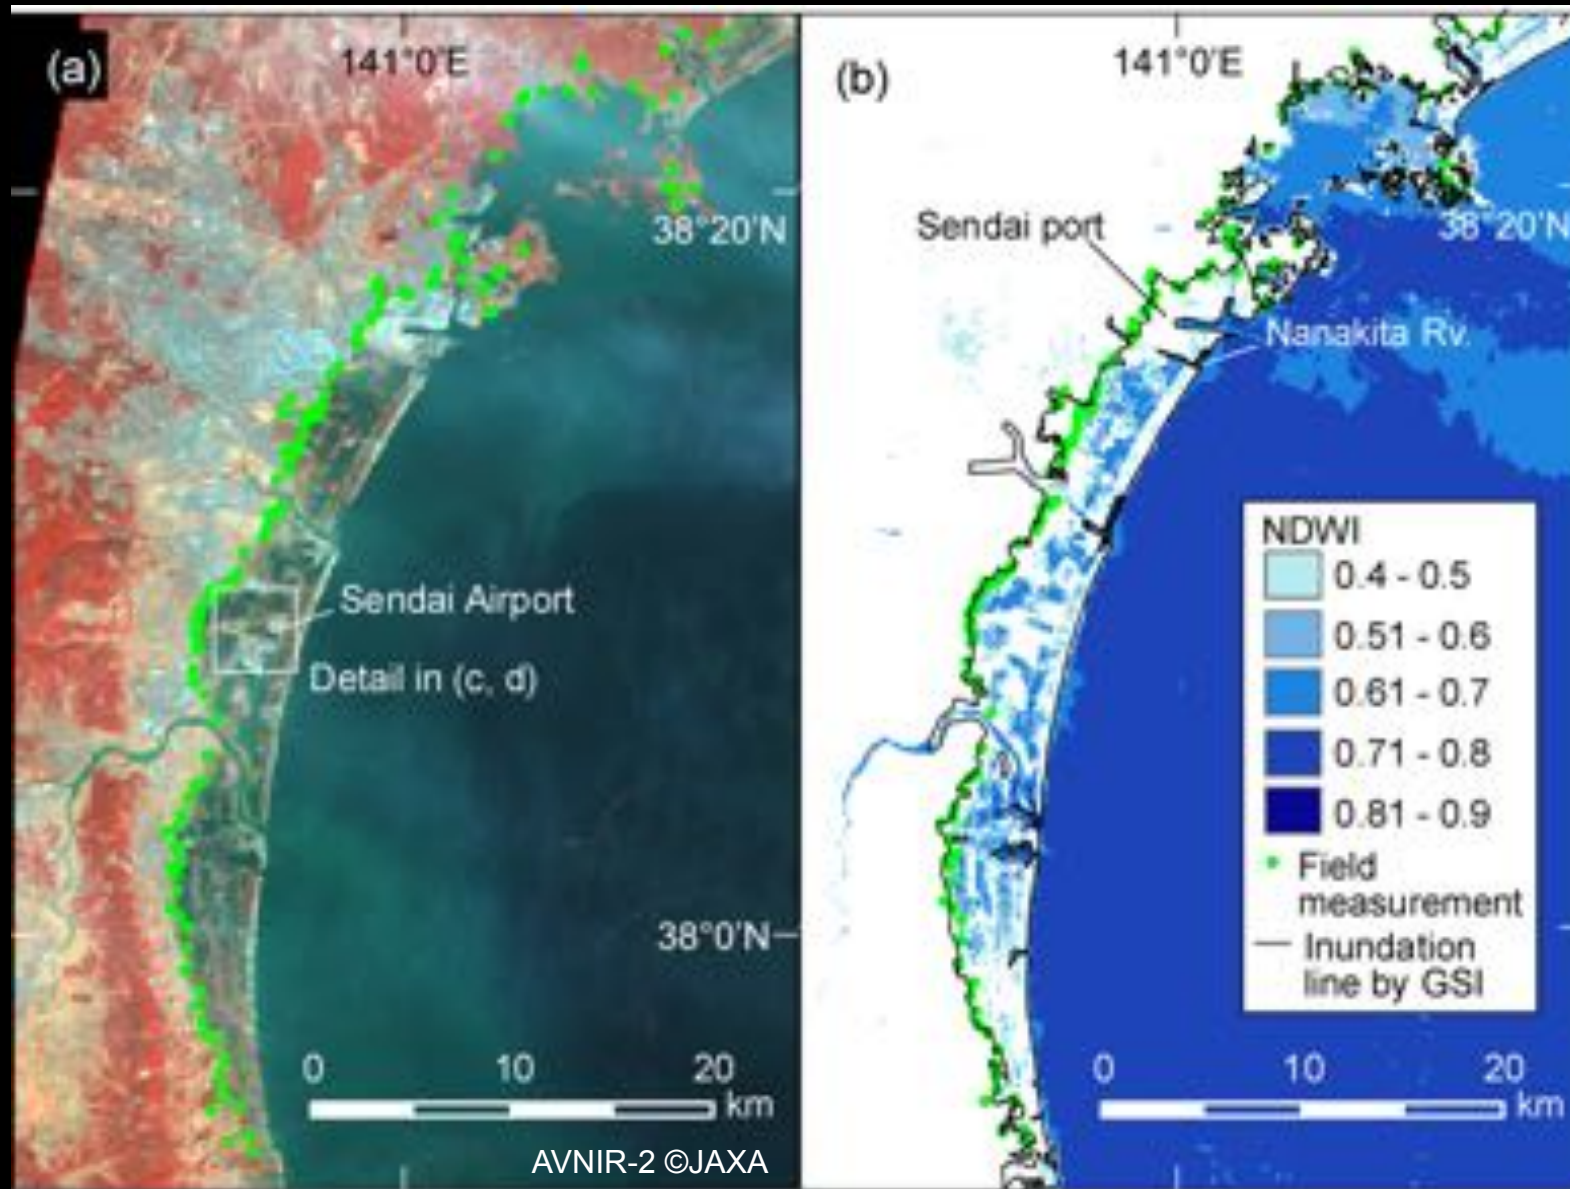 (a)
141°0'E
38°20'N
Sendai Airport
Detail in (c, d)
38°0'N
0 10 20
km
AVNIR-2 ©JAXA
(b)
141°0'E
Sendai port
38°20'N
Nanakita Rv.
NDWI
0.4 - 0.5
0.51 - 0.6
0.61 - 0.7
0.71 - 0.8
0.81 - 0.9
Field
measurement
Inundation
line by GSI
0 10 20
km